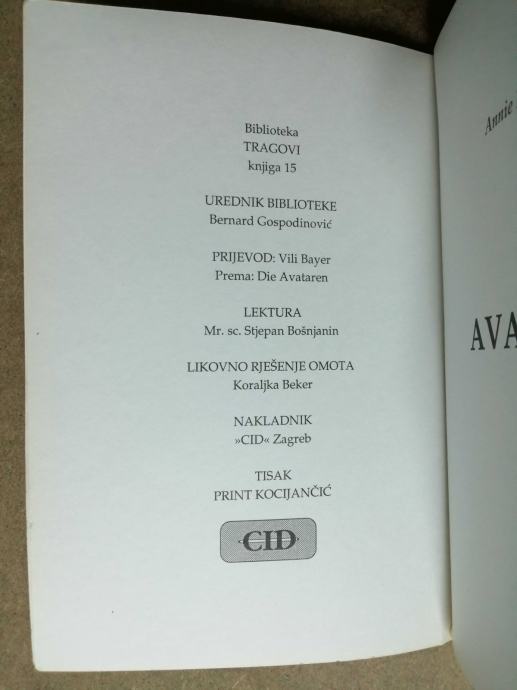 Biblioteka
TRAGOVI
knjiga 15
UREDNIK BIBLIOTEKE
Bernard Gospodinović
PRIJEVOD: Vili Bayer
Prema: Die Avataren
LEKTURA
Mr. sc. Stjepan Bošnjanin
LIKOVNO RJEŠENJE OMOTA
Koraljka Beker
NAKLADNIK
»CID« Zagreb
TISAK
PRINT KOCIJANČIĆ
CID
Annie
AVA